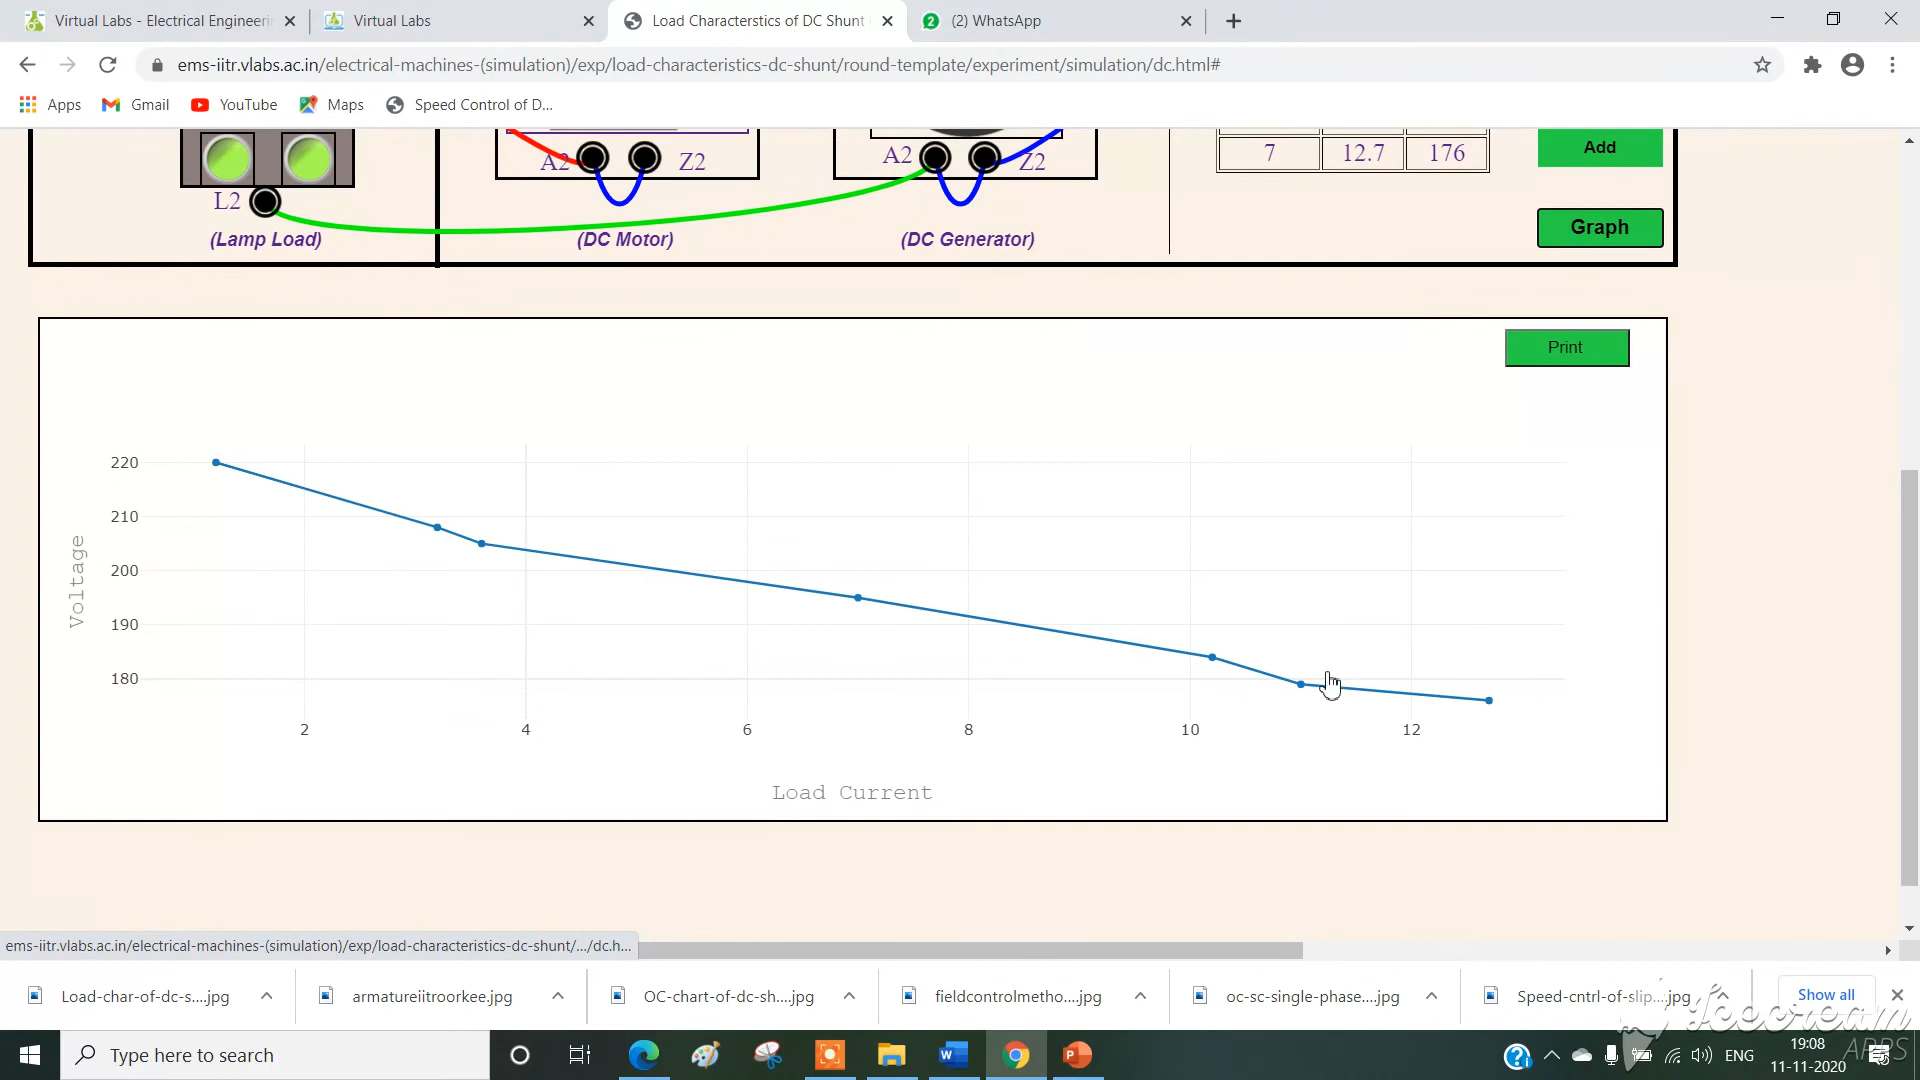 Virtual Labs - Electrical Engineerin
Virtual Labs
Load Characterstics of DC Shunt
2 (2) WhatsApp
ems-iitr.vlabs.ac.in/electrical-machines-(simulation)/exp/load-characteristics-dc-shunt/round-template/experiment/simulation/dc.html#
Apps Gmail YouTube Maps Speed Control of D...
A2 Z2 A2 Z2 7 12.7 176 Add
L2
Graph
(Lamp Load) (DC Motor) (DC Generator)
Print
220
210
200
190
180
Voltage
2 4 6 8 10 12
Load Current
ems-iitr.vlabs.ac.in/electrical-machines-(simulation)/exp/load-characteristics-dc-shunt/.../dc.h...
Load-char-of-dc-s....jpg armatureiitroorkee.jpg OC-chart-of-dc-sh....jpg fieldcontrolmetho....jpg oc-sc-single-phase....jpg Speed-cntrl-of-slip....jpg Show all
Icecream
APPS
Type here to search
ENG
19:08
11-11-2020